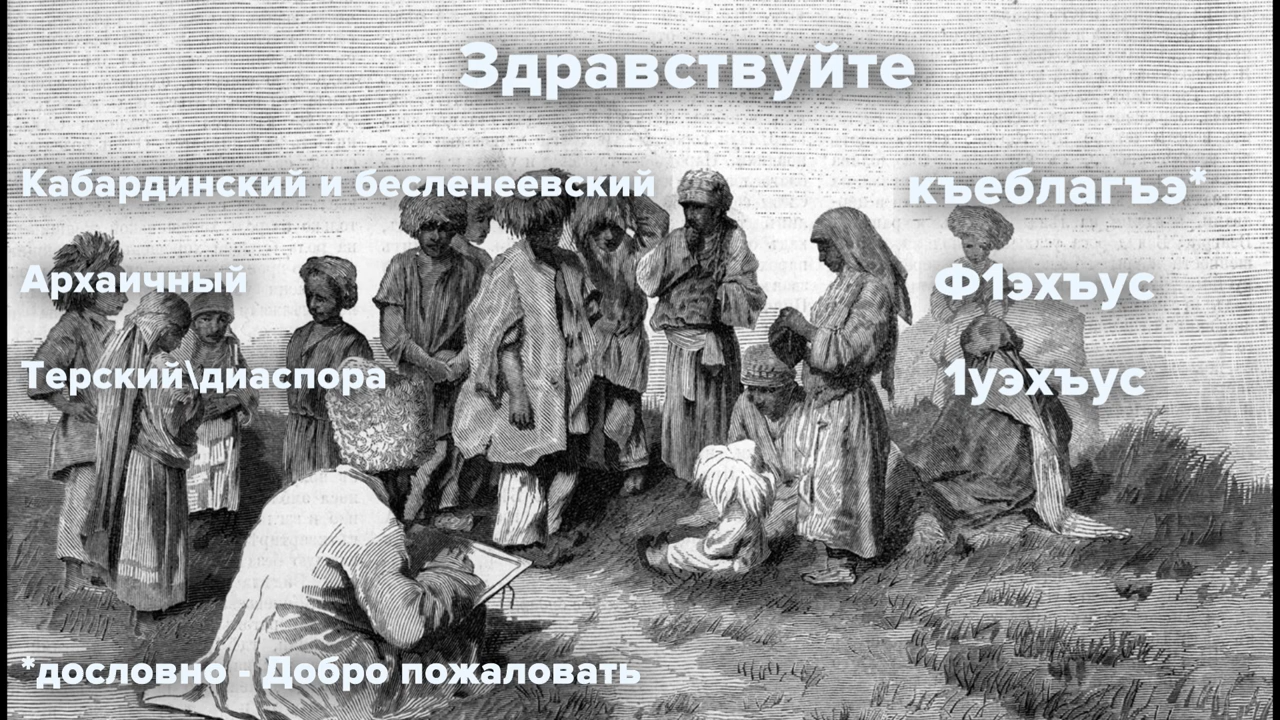 Здравствуйте
Кабардинский и бесленеевский къеблагъэ*
Архаичный Ф1эхъус
Терский\диаспора 1уэхъус
*дословно - Добро пожаловать